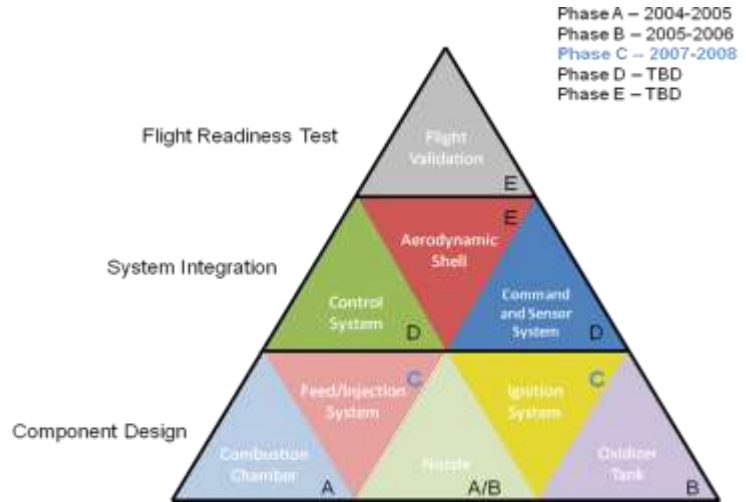 Phase A – 2004-2005
Phase B – 2005-2006
Phase C – 2007-2008
Phase D – TBD
Phase E – TBD
Flight Readiness Test
Flight
Validation
E
System Integration
E
Aerodynamic
Shell
Control
System
D
Command
and Sensor
System
D
Component Design
Feed/Injection
System
C
Ignition
System
C
Combustion
Chamber
A
Nozzle
A/B
Oxidizer
Tank
B